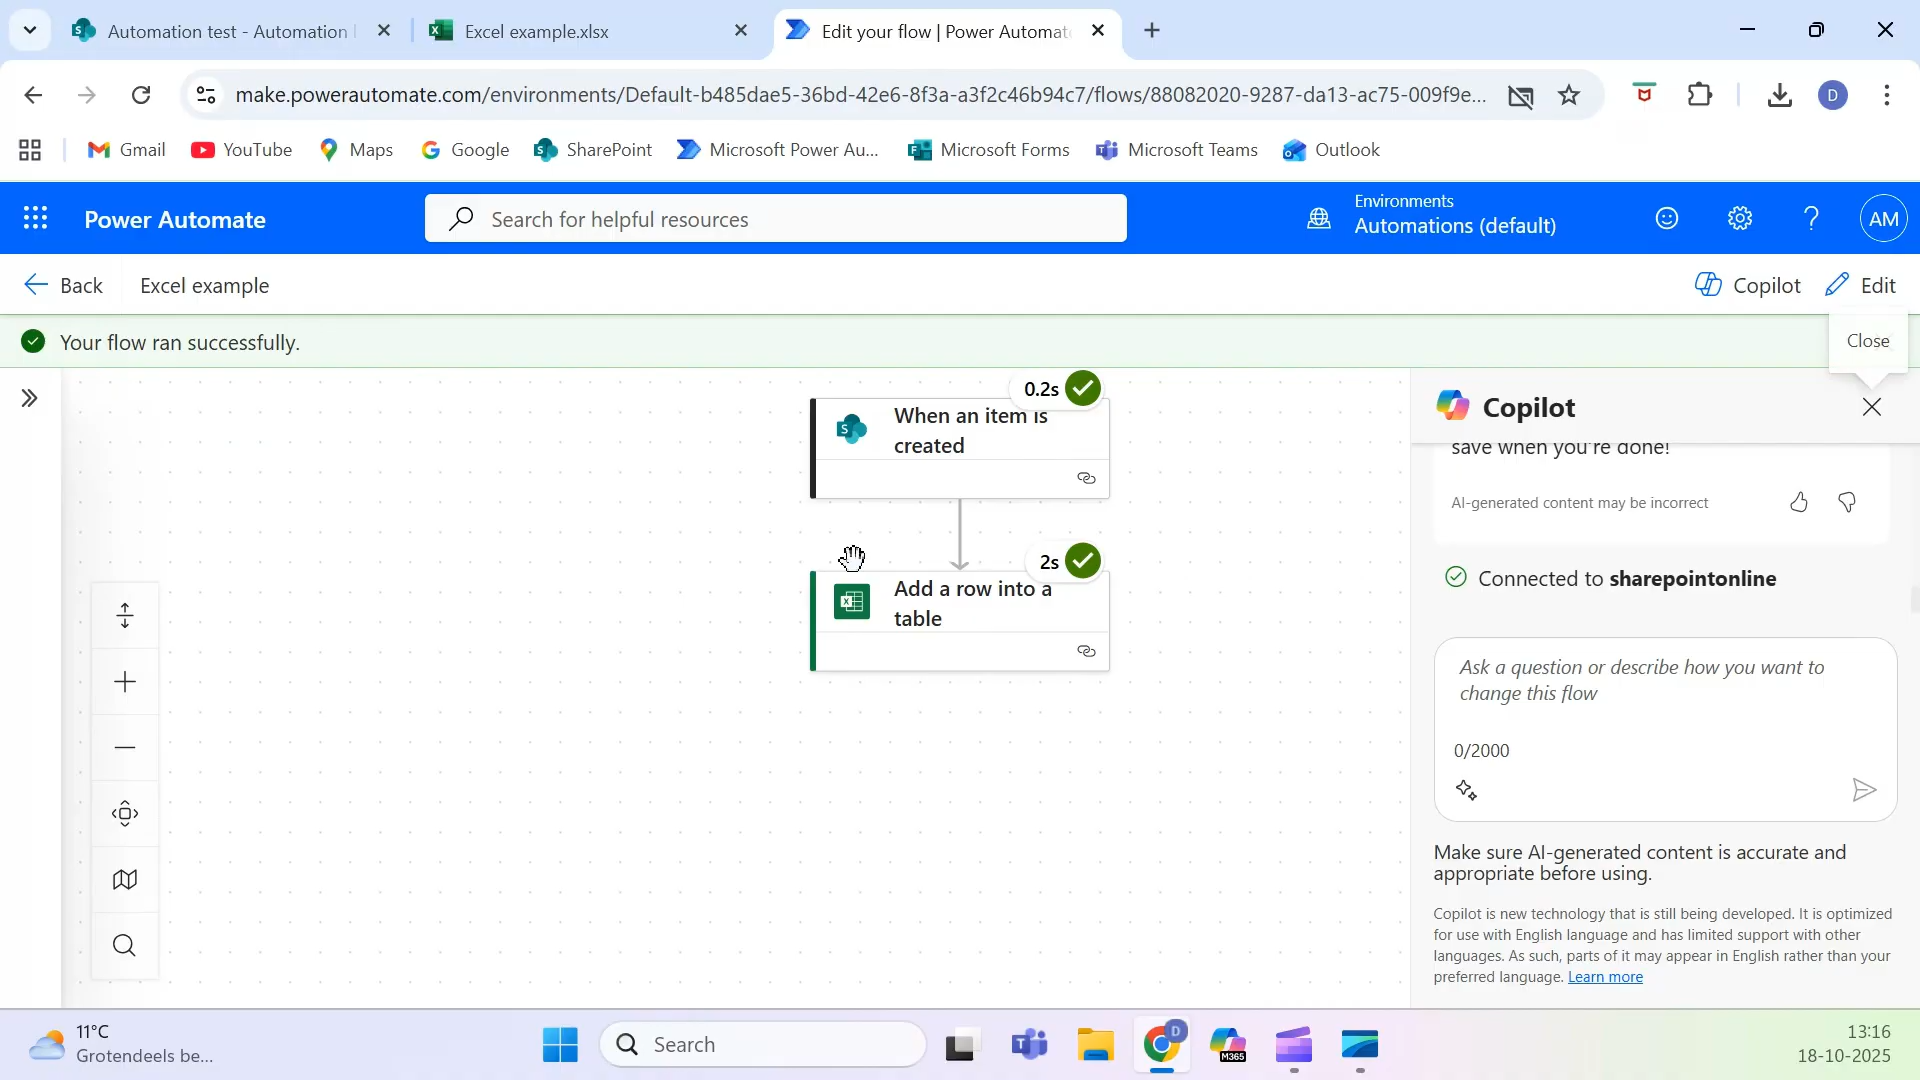 Automation test - Automation
Excel example.xlsx
Edit your flow | Power Automat
make.powerautomate.com/environments/Default-b485dae5-36bd-42e6-8f3a-a3f2c46b94c7/flows/88082020-9287-da13-ac75-009f9e...
D
Gmail
YouTube
Maps
Google
SharePoint
Microsoft Power Au...
Microsoft Forms
Microsoft Teams
Outlook
Power Automate
Search for helpful resources
Environments
Automations (default)
AM
Back
Excel example
Copilot
Edit
Your flow ran successfully.
Close
0.2s
When an item is
created
2s
Add a row into a
table
Copilot
save when you're done!
AI-generated content may be incorrect
Connected to sharepointonline
Ask a question or describe how you want to
change this flow
0/2000
Make sure AI-generated content is accurate and
appropriate before using.
Copilot is new technology that is still being developed. It is optimized
for use with English language and has limited support with other
languages. As such, parts of it may appear in English rather than your
preferred language. Learn more
11°C
Grotendeels be...
Search
D
M365
13:16
18-10-2025